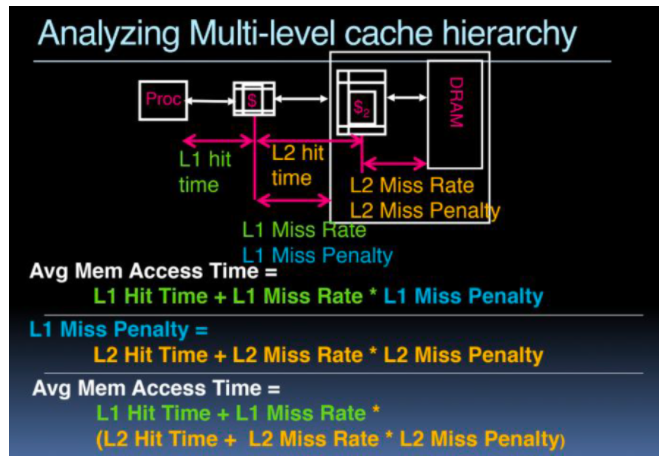 Analyzing Multi-level cache hierarchy
Proc
$
$₂
DRAM
L1 hit
time
L2 hit
time
L2 Miss Rate
L2 Miss Penalty
L1 Miss Rate
L1 Miss Penalty
Avg Mem Access Time =
L1 Hit Time + L1 Miss Rate * L1 Miss Penalty
L1 Miss Penalty =
L2 Hit Time + L2 Miss Rate * L2 Miss Penalty
Avg Mem Access Time =
L1 Hit Time + L1 Miss Rate *
(L2 Hit Time + L2 Miss Rate * L2 Miss Penalty)